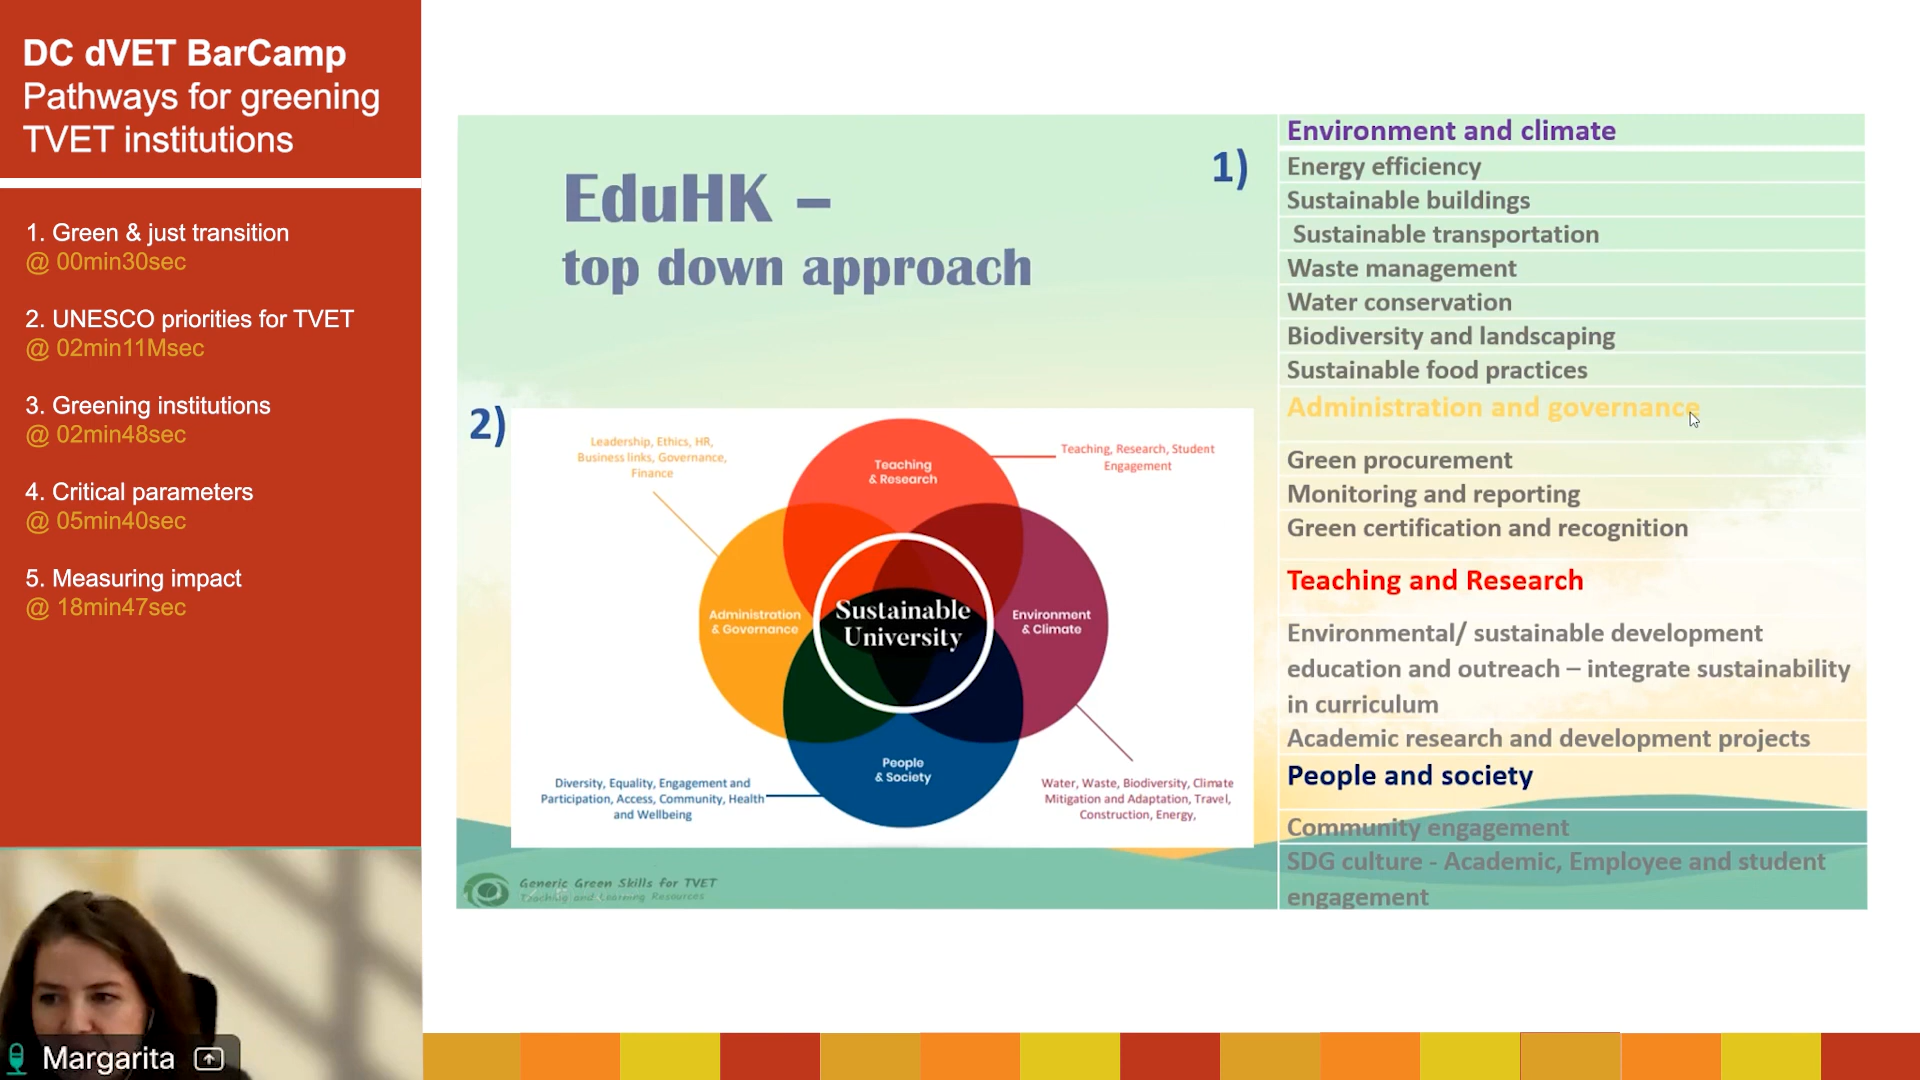 DC dVET BarCamp
Pathways for greening
TVET institutions
1. Green & just transition
@ 00min30sec
2. UNESCO priorities for TVET
@ 02min11Msec
3. Greening institutions
@ 02min48sec
4. Critical parameters
@ 05min40sec
5. Measuring impact
@ 18min47sec
Margarita
EduHK –
top down approach
1)
Environment and climate
Energy efficiency
Sustainable buildings
Sustainable transportation
Waste management
Water conservation
Biodiversity and landscaping
Sustainable food practices
Administration and governance
Green procurement
Monitoring and reporting
Green certification and recognition
Teaching and Research
Environmental/ sustainable development
education and outreach – integrate sustainability
in curriculum
Academic research and development projects
People and society
Community engagement
SDG culture - Academic, Employee and student
engagement
2)
Leadership, Ethics, HR,
Business links, Governance,
Finance
Teaching
& Research
Teaching, Research, Student
Engagement
Administration
& Governance
Sustainable
University
Environment
& Climate
People
& Society
Diversity, Equality, Engagement and
Participation, Access, Community, Health
and Wellbeing
Water, Waste, Biodiversity, Climate
Mitigation and Adaptation, Travel,
Construction, Energy,
Generic Green Skills for TVET
Teaching and Learning Resources